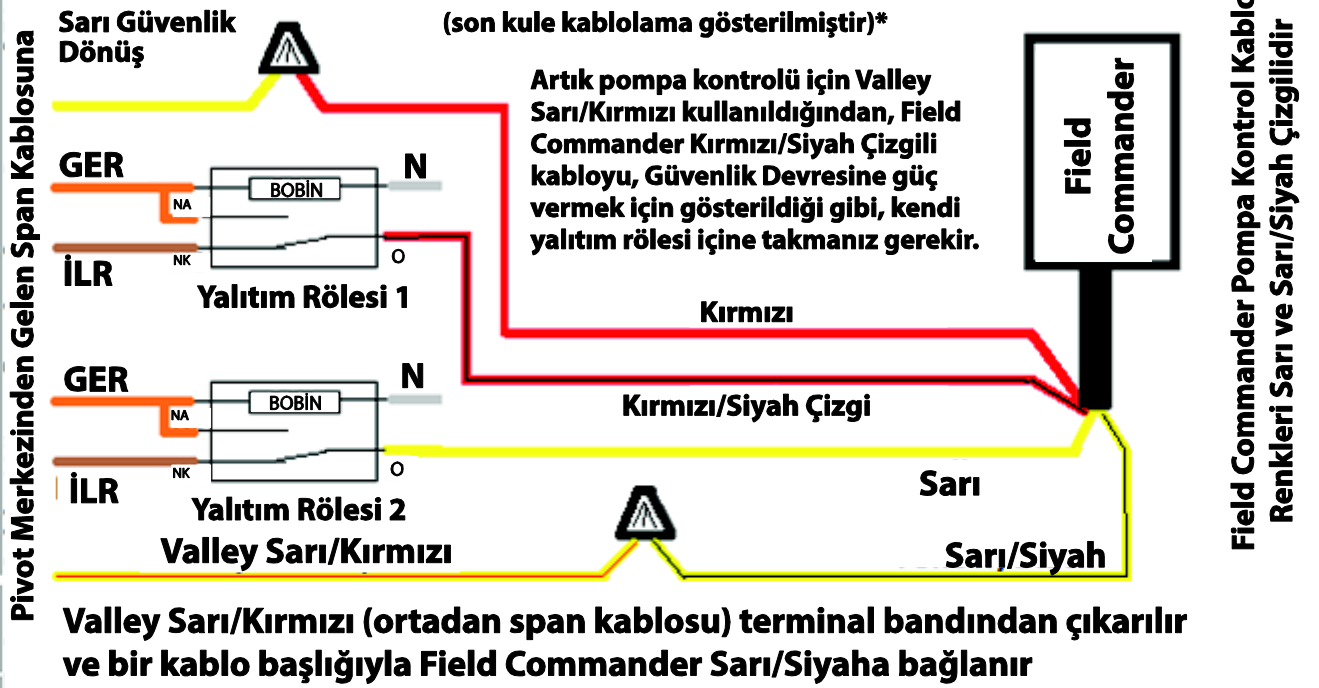 Sarı Güvenlik
Dönüş
(son kule kablolama gösterilmiştir)*
Artık pompa kontrolü için Valley
Sarı/Kırmızı kullanıldığından, Field
Commander Kırmızı/Siyah Çizgili
kabloyu, Güvenlik Devresine güç
vermek için gösterildiği gibi, kendi
yalıtım rölesi içine takmanız gerekir.
Pivot Merkezinden Gelen Span Kablosuna
GER
BOBİN
N
NA
NK
O
İLR
Yalıtım Rölesi 1
Kırmızı
Kırmızı/Siyah Çizgi
GER
BOBİN
N
NA
NK
O
İLR
Yalıtım Rölesi 2
Sarı
Valley Sarı/Kırmızı
Sarı/Siyah
Field
Commander
Field Commander Pompa Kontrol
Renkleri Sarı ve Sarı/Siyah Çizgilidir
Valley Sarı/Kırmızı (ortadan span kablosu) terminal bandından çıkarılır
ve bir kablo başlığıyla Field Commander Sarı/Siyaha bağlanır